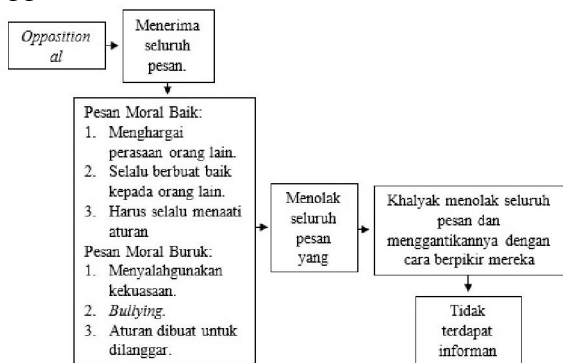 Opposition
al
Menerima
seluruh
pesan.
Pesan Moral Baik:
1. Menghargai
perasaan orang lain.
2. Selalu berbuat baik
kepada orang lain.
3. Harus selalu menaati
aturan
Pesan Moral Buruk:
1. Menyalahgunakan
kekuasaan.
2. Bullying.
3. Aturan dibuat untuk
dilanggar.
Menolak
seluruh
pesan
yang
Khalyak menolak seluruh
pesan dan
menggantikannya dengan
cara berpikir mereka
Tidak
terdapat
informan